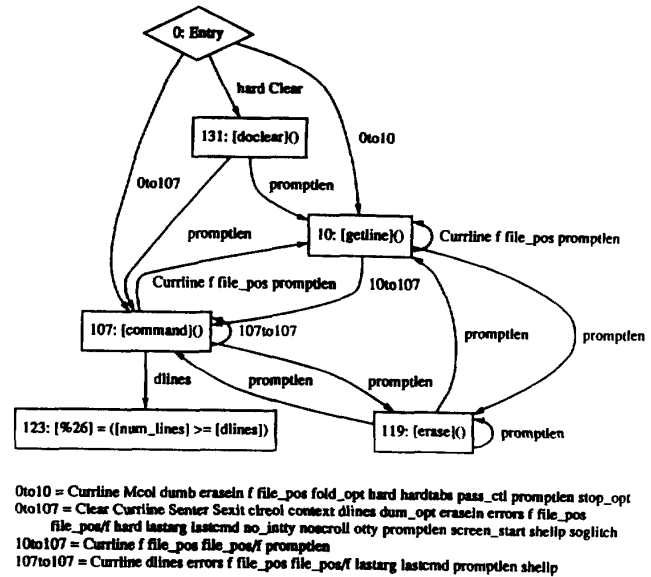 0: Entry
hard Clear
131: [doclear]()
0to10
0to107
promptlen
promptlen
10: [getline]()
Currline f file_pos promptlen
Currline f file_pos promptlen
10to107
107: [command]()
107to107
promptlen
promptlen
dlines
promptlen
promptlen
123: [%26] = ([num_lines] >= [dlines])
119: [erase]()
promptlen
0to10 = Currline Mcol dumb eraseln f file_pos fold_opt hard hardtabs pass_ctl promptlen stop_opt
0to107 = Clear Currline Senter Sexit clreol context dlines dum_opt eraseln errors f file_pos
file_pos/f hard lastarg lastcmd no_intty noscroll otty promptlen screen_start shellp soglitch
10to107 = Currline f file_pos file_pos/f promptlen
107to107 = Currline dlines errors f file_pos file_pos/f lastarg lastcmd promptlen shellp